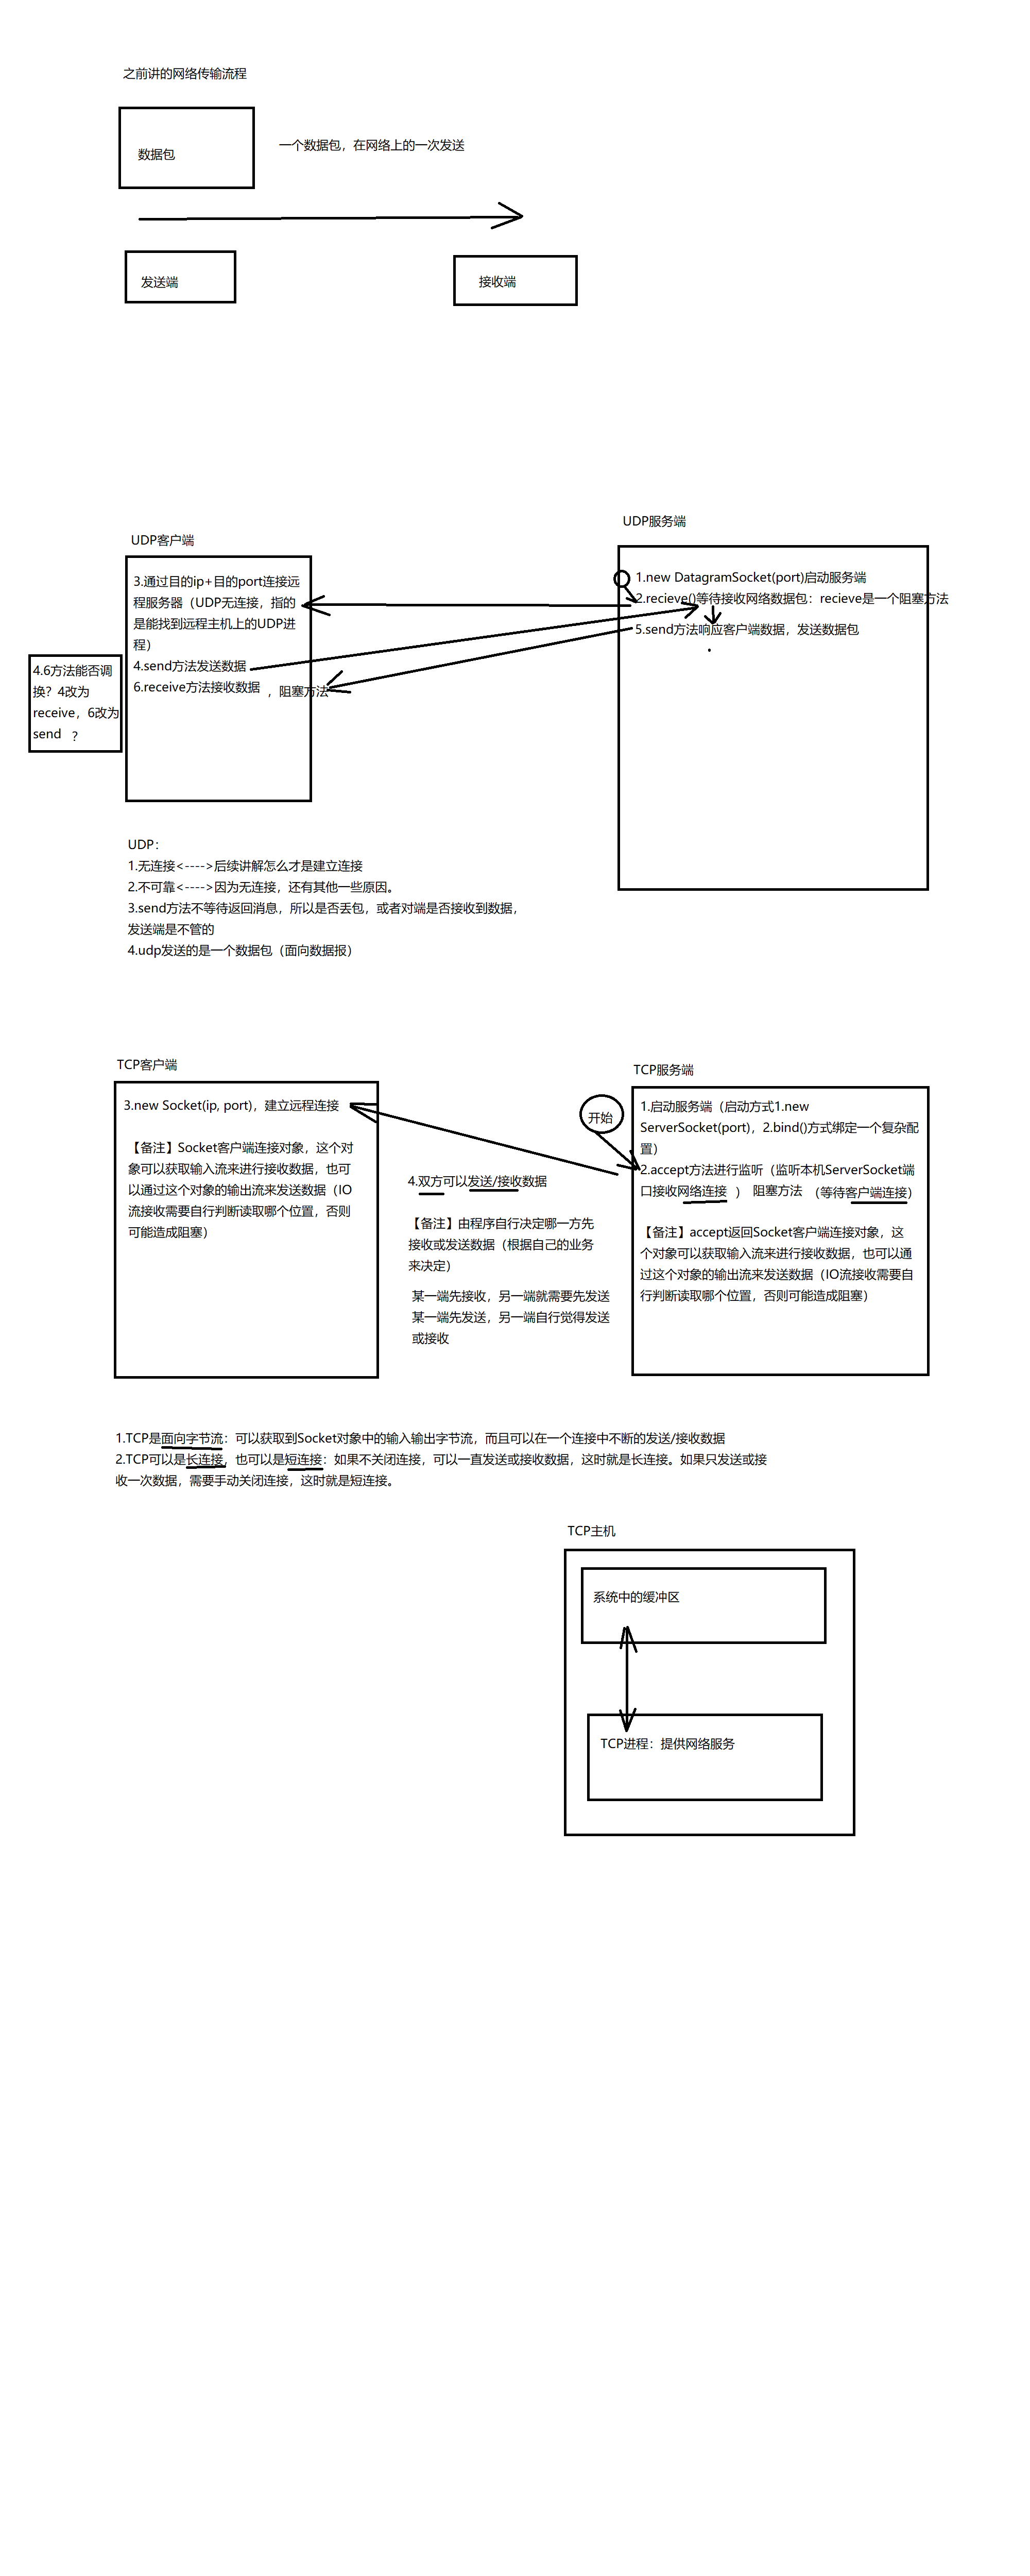 之前讲的网络传输流程
数据包
一个数据包，在网络上的一次发送
发送端
接收端
UDP客户端
3.通过目的ip+目的port连接远
程服务器（UDP无连接，指的
是能找到远程主机上的UDP进
程）
4.send方法发送数据
6.receive方法接收数据 ，阻塞方法
4.6方法能否调
换？4改为
receive，6改为
send ？
UDP服务端
1.new DatagramSocket(port)启动服务端
2.recieve()等待接收网络数据包：recieve是一个阻塞方法
5.send方法响应客户端数据，发送数据包
UDP：
1.无连接<---->后续讲解怎么才是建立连接
2.不可靠<---->因为无连接，还有其他一些原因。
3.send方法不等待返回消息，所以是否丢包，或者对端是否接收到数据，
发送端是不管的
4.udp发送的是一个数据包（面向数据报）
TCP客户端
3.new Socket(ip, port)，建立远程连接
【备注】Socket客户端连接对象，这个对
象可以获取输入流来进行接收数据，也可
以通过这个对象的输出流来发送数据（IO
流接收需要自行判断读取哪个位置，否则
可能造成阻塞）
4.双方可以发送/接收数据
【备注】由程序自行决定哪一方先
接收或发送数据（根据自己的业务
来决定）
某一端先接收，另一端就需要先发送
某一端先发送，另一端自行觉得发送
或接收
开始
TCP服务端
1.启动服务端（启动方式1.new
ServerSocket(port)，2.bind()方式绑定一个复杂配
置）
2.accept方法进行监听（监听本机ServerSocket端
口接收网络连接 ） 阻塞方法 （等待客户端连接）
【备注】accept返回Socket客户端连接对象，这
个对象可以获取输入流来进行接收数据，也可以通
过这个对象的输出流来发送数据（IO流接收需要自
行判断读取哪个位置，否则可能造成阻塞）
1.TCP是面向字节流：可以获取到Socket对象中的输入输出字节流，而且可以在一个连接中不断的发送/接收数据
2.TCP可以是长连接，也可以是短连接：如果不关闭连接，可以一直发送或接收数据，这时就是长连接。如果只发送或接
收一次数据，需要手动关闭连接，这时就是短连接。
TCP主机
系统中的缓冲区
TCP进程：提供网络服务